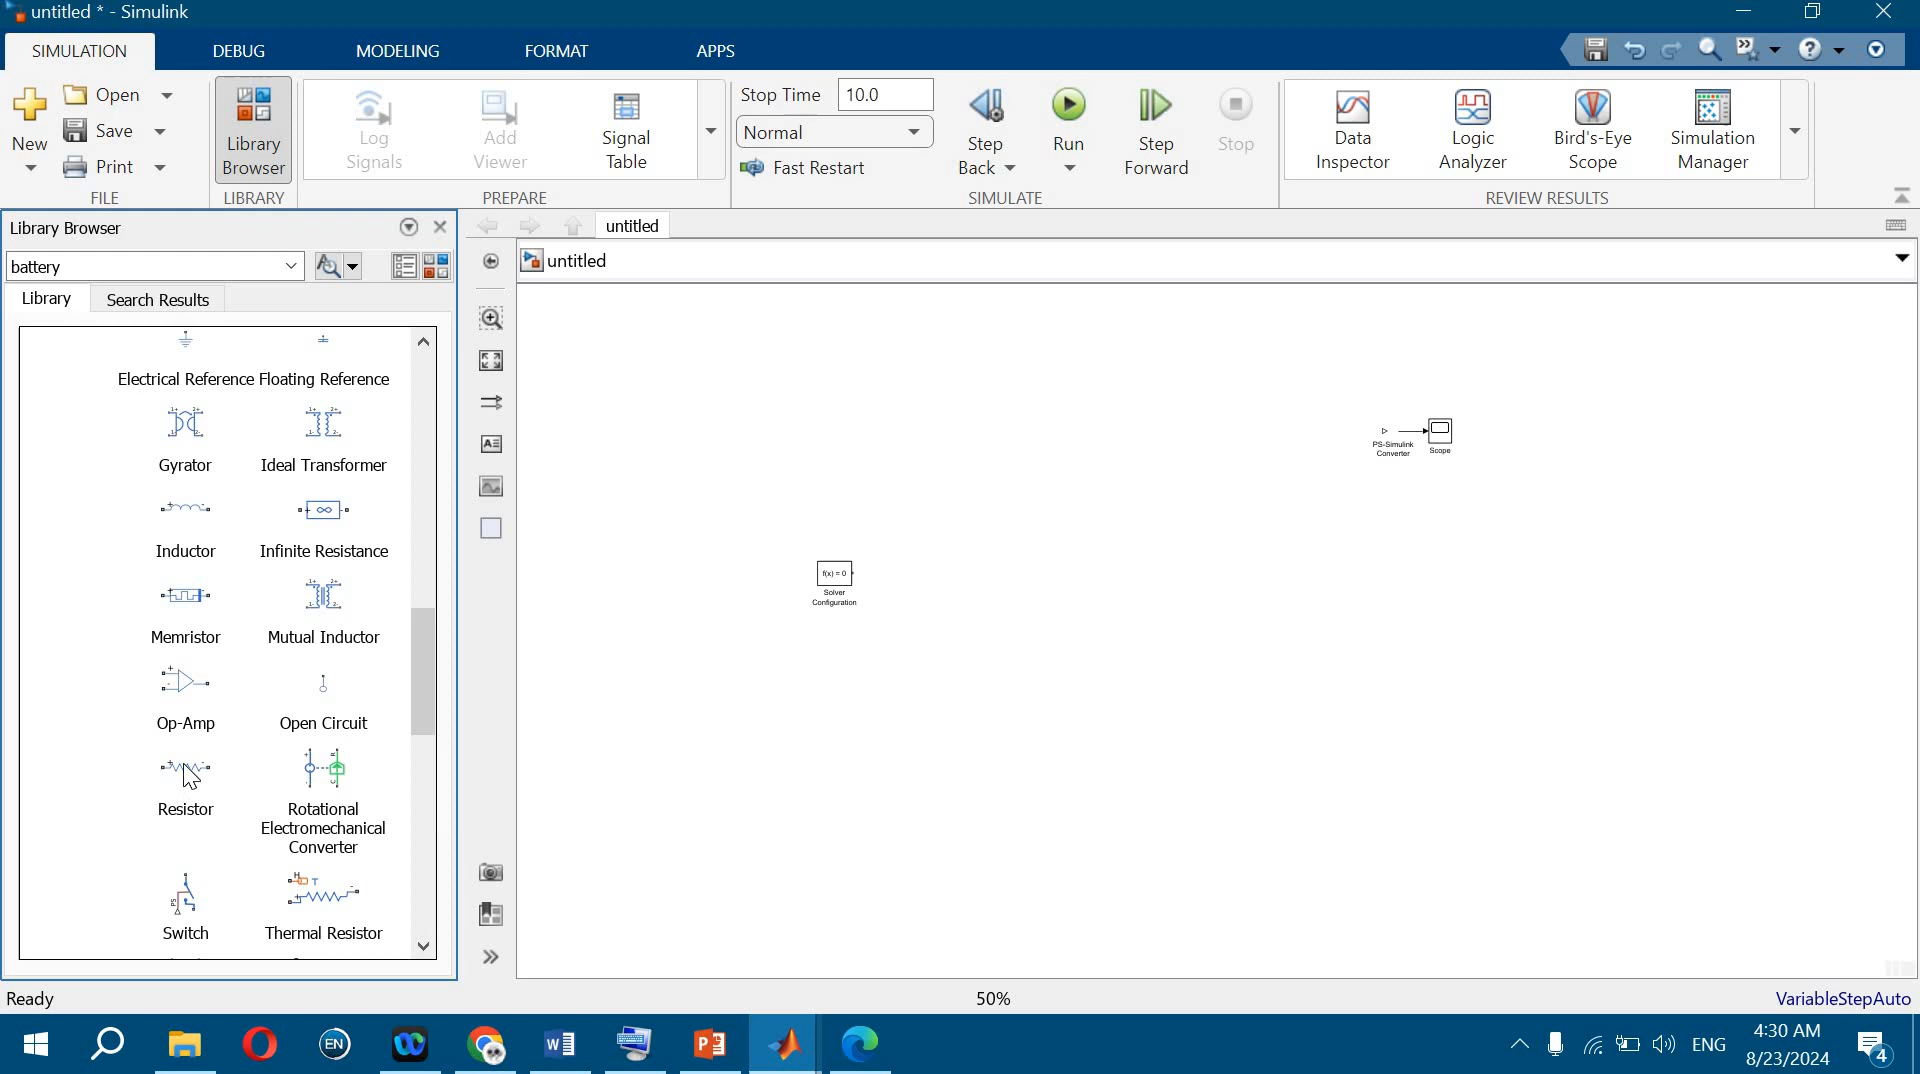 untitled * - Simulink
SIMULATION
DEBUG
MODELING
FORMAT
APPS
New
Open
Save
Print
FILE
Library
Browser
LIBRARY
Log
Signals
Add
Viewer
Signal
Table
PREPARE
Stop Time
10.0
Normal
Fast Restart
Step
Back
Run
Step
Forward
Stop
SIMULATE
Data
Inspector
Logic
Analyzer
Bird's-Eye
Scope
Simulation
Manager
REVIEW RESULTS
Library Browser
battery
Library
Search Results
Electrical Reference
Floating Reference
Gyrator
Ideal Transformer
Inductor
Infinite Resistance
Memristor
Mutual Inductor
Op-Amp
Open Circuit
Resistor
Rotational
Electromechanical
Converter
Switch
Thermal Resistor
untitled
untitled
PS-Simulink
Converter
Scope
f(x) = 0
Solver
Configuration
Ready
50%
VariableStepAuto
EN
ENG
4:30 AM
8/23/2024
4